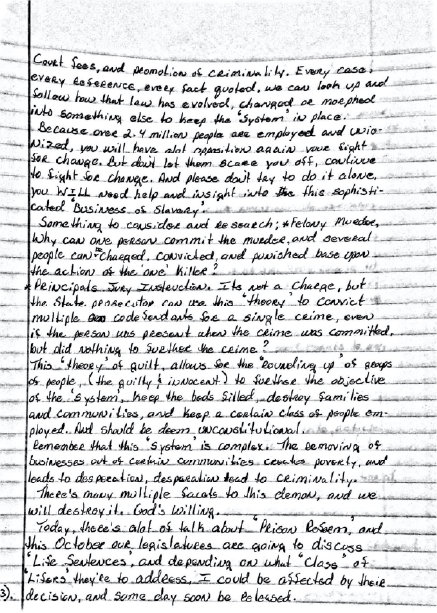 Court fees, and promotion of criminality. Every case,
every reference, every fact quoted, we can look up and
follow how that law has evolved, changed or morphed
into something else to keep the "system" in place.
Because over 2.4 million people are employed and unio-
nized, you will have alot opposition again your fight
for change. But don't let them scare you off, continue
to fight for change. And please don't try to do it alone,
you WILL need help and insight into this sophisti-
cated "Business of Slavery".
Something to consider and research; *Felony Murder,
Why can one person commit the murder, and several
people can be charged, convicted, and punished base upon
the action of the 'one' killer?
* Principals Jury Instruction. Its not a charge, but
the State prosecutor can use this "theory" to convict
multiple codefendants for a single crime, even
if the person was present when the crime was committed,
but did nothing to further the crime?
This "theory of guilt, allows for the "rounding up" of groups
of people, (the guilty & innocent) to further the objective
of the "system, keep the beds filled, destroy families
and communities, and keep a certain class of people em-
ployed. And should be deem unconstitutional.
Remember that this "system" is complex. The removing of
businesses out of certain communities creates poverty, and
leads to desperation, desperation lead to criminality.
There's many multiple facets to this demon, and we
will destroy it. God's willing.
Today, there's alot of talk about "Prison Reform", and
this October our legislatures are going to discuss
"Life Sentences", and depending on what "Class" of
"Lifers" they're to address, I could be affected by their
3). decision, and some day soon be released.